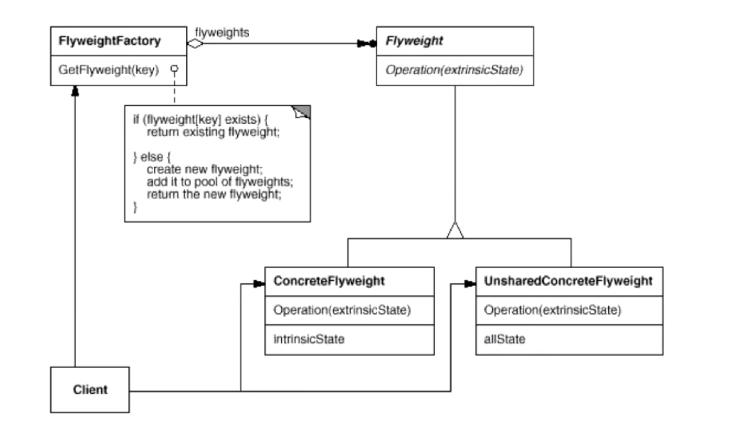 FlyweightFactory
GetFlyweight(key)
flyweights
Flyweight
Operation(extrinsicState)
if (flyweight[key] exists) {
return existing flyweight;
} else {
create new flyweight;
add it to pool of flyweights;
return the new flyweight;
}
ConcreteFlyweight
Operation(extrinsicState)
intrinsicState
UnsharedConcreteFlyweight
Operation(extrinsicState)
allState
Client